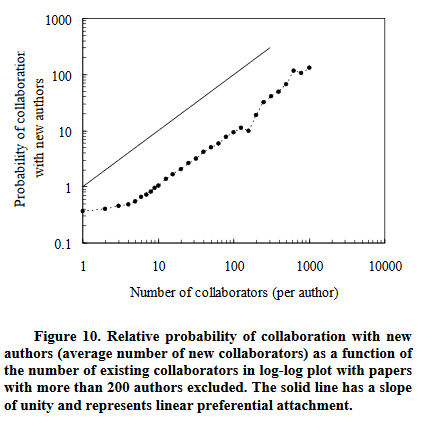 1000
100
10
1
0.1
Probability of collaboration
with new authors
1
10
100
1000
10000
Number of collaborators (per author)
Figure 10. Relative probability of collaboration with new
authors (average number of new collaborators) as a function of
the number of existing collaborators in log-log plot with papers
with more than 200 authors excluded. The solid line has a slope
of unity and represents linear preferential attachment.